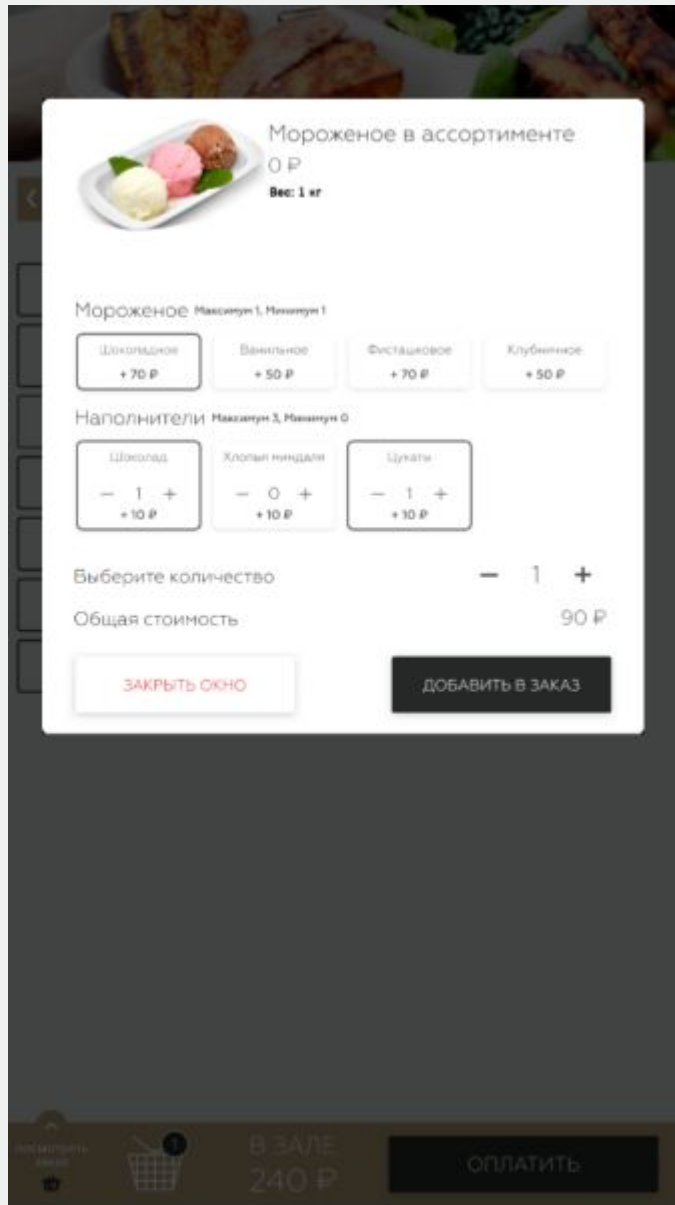 Мороженое в ассортименте
0 ₽
Вес: 1 кг
Мороженое Максимум 1, Минимум 1
Шоколадное Ванильное Фисташковое Клубничное
+ 70 ₽ + 50 ₽ + 70 ₽ + 50 ₽
Наполнители Максимум 3, Минимум 0
Шоколад Хлопья миндаля Цукаты
— 1 + — 0 + — 1 +
+ 10 ₽ + 10 ₽ + 10 ₽
Выберите количество — 1 +
Общая стоимость 90 ₽
ЗАКРЫТЬ ОКНО ДОБАВИТЬ В ЗАКАЗ
1
В ЗАЛЕ
240 ₽
ОПЛАТИТЬ